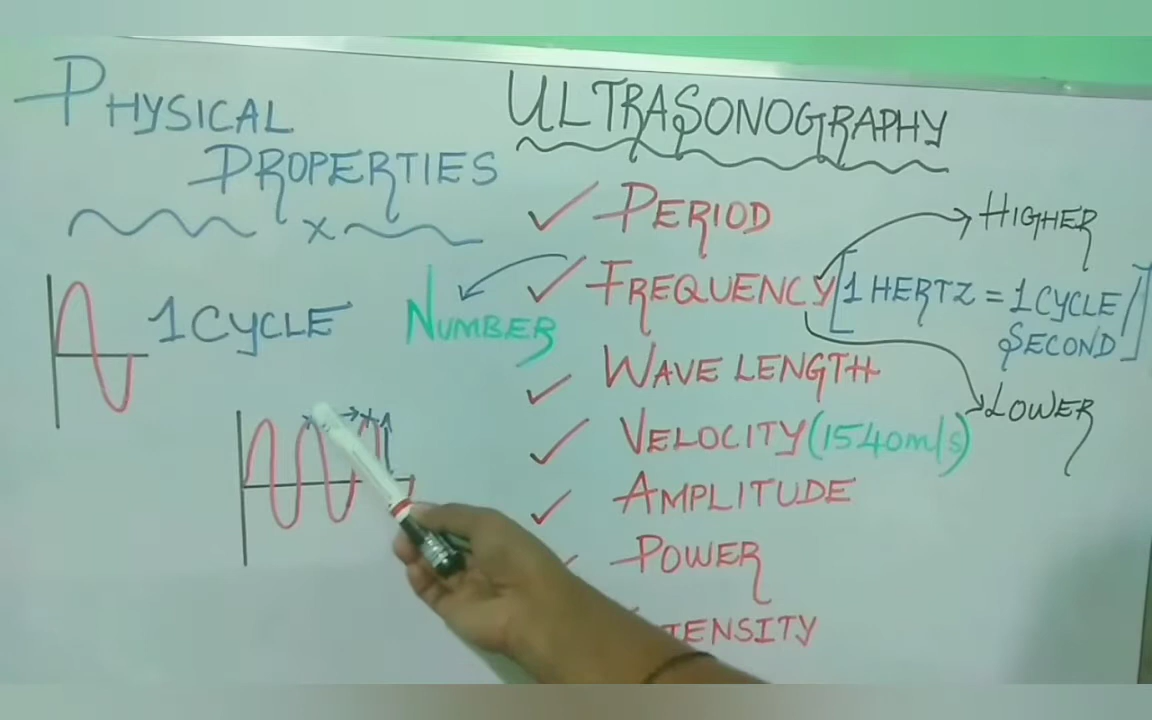 PHYSICAL
PROPERTIES
x
1 CYCLE
ULTRASONOGRAPHY
PERIOD
NUMBER
FREQUENCY [1 HERTZ = 1 CYCLE/
SECOND]
HIGHER
LOWER
WAVE LENGTH
VELOCITY (1540m/s)
AMPLITUDE
POWER
TENSITY